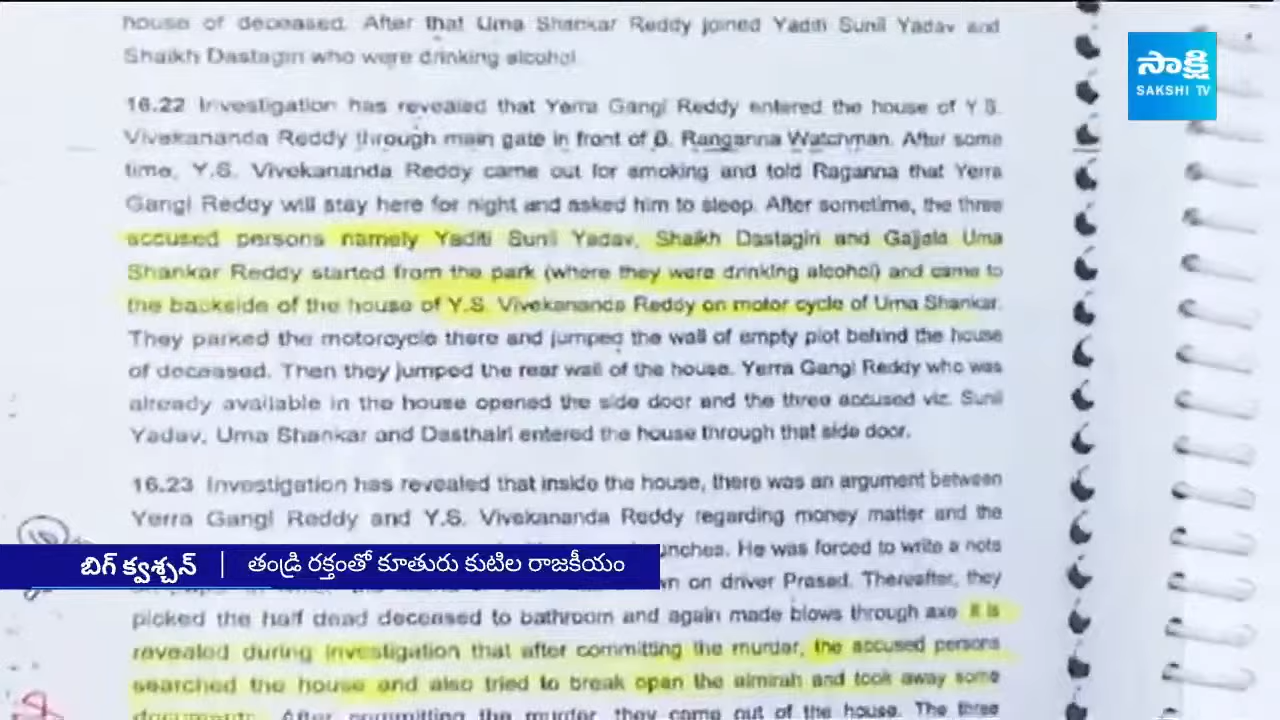 house of deceased. After that Uma Shankar Reddy joined Yaditi Sunil Yadav and
Shaikh Dastagiri who were drinking alcohol
సాక్షి
SAKSHI TV
16.22 Investigation has revealed that Yerra Gangi Reddy entered the house of Y.S.
Vivekananda Reddy through main gate in front of B. Ranganna Watchman. After some
time, Y.S. Vivekananda Reddy came out for smoking and told Raganna that Yerra
Gangi Reddy will stay here for night and asked him to sleep. After sometime, the three
accused persons namely Yaditi Sunil Yadav, Shaikh Dastagiri and Gajjala Uma
Shankar Reddy started from the park (where they were drinking alcohol) and came to
the backside of the house of Y.S. Vivekananda Reddy on motor cycle of Uma Shankar.
They parked the motorcycle there and jumped the wall of empty plot behind the house
of deceased. Then they jumped the rear wall of the house. Yerra Gangi Reddy who was
already available in the house opened the side door and the three accused viz. Sunil
Yadav, Uma Shankar and Dasthairi entered the house through that side door.
16.23 Investigation has revealed that inside the house, there was an argument between
Yerra Gangi Reddy and Y.S. Vivekananda Reddy regarding money matter and the
unches. He was forced to write a note
బిగ్ క్వశ్చన్ | తండ్రి రక్తంతో కూతురు కుటిల రాజకీయం
wn on driver Prasad. Thereafter, they
picked the half dead deceased to bathroom and again made blows through axe it is
revealed during investigation that after committing the murder, the accused persons
searched the house and also tried to break open the almirah and took away some
documents. After committing the murder, they came out of the house. The three